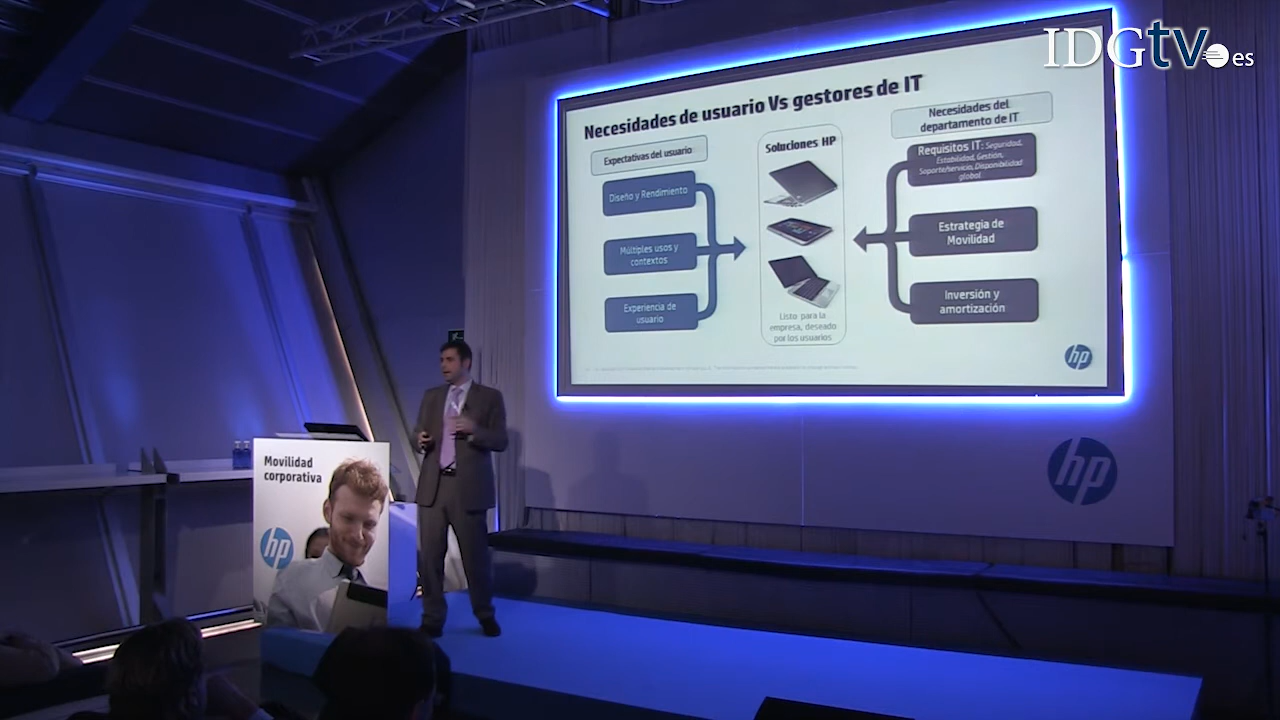 IDGtv.es
Necesidades de usuario Vs gestores de IT
Expectativas del usuario
Diseño y Rendimiento
Múltiples usos y
contextos
Experiencia de
usuario
Soluciones HP
Listo para la
empresa, deseado
por los usuarios
Necesidades del
departamento de IT
Requisitos IT: Seguridad,
Estabilidad, Gestión,
Soporte/servicio, Disponibilidad
global
Estrategia de
Movilidad
Inversión y
amortización
hp
hp
Movilidad
corporativa
hp